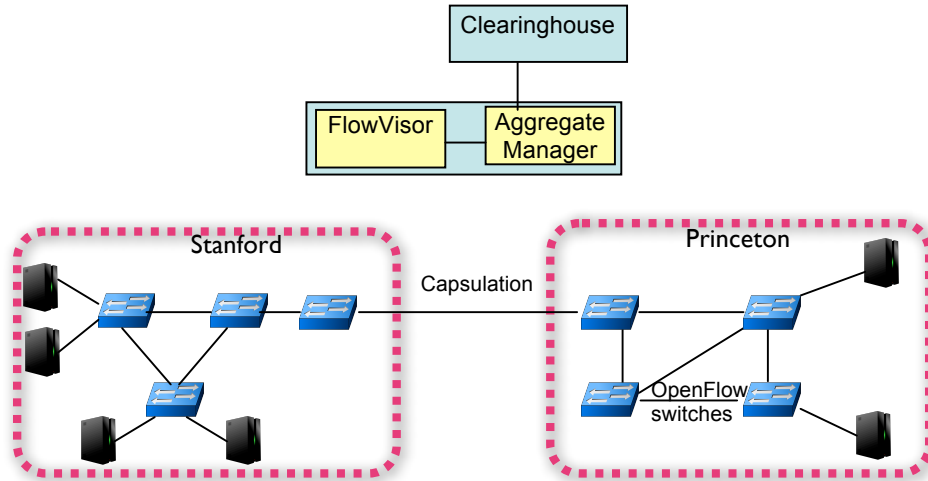 Clearinghouse
FlowVisor
Aggregate
Manager
Stanford
Princeton
Capsulation
OpenFlow
switches